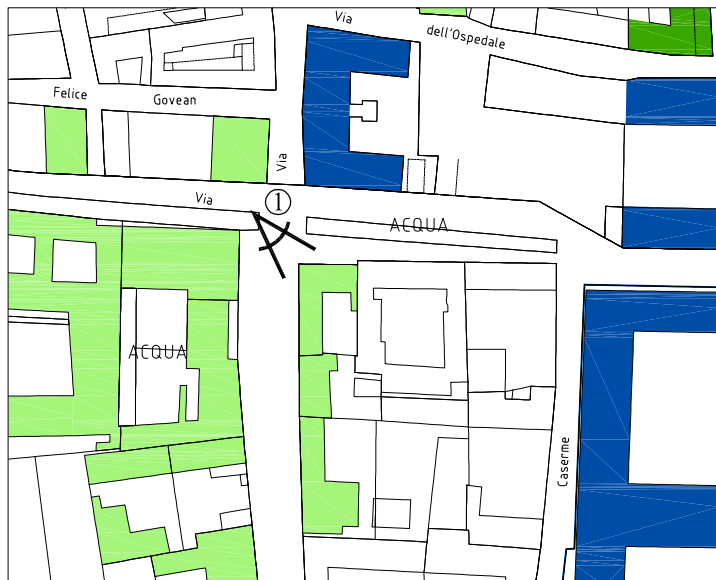 Via
dell'Ospedale
Felice
Govean
Via
Via
1
ACQUA
ACQUA
Caserme